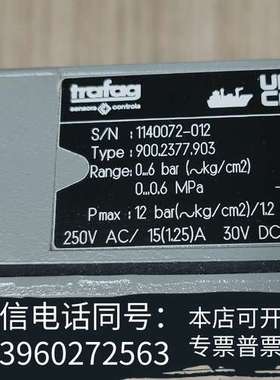 trafag
sensors controls
S/N : 1140072-012
Type : 900.2377.903
Range: 0...6 bar (~kg/cm2)
0...0.6 MPa
P max : 12 bar(~kg/cm2)/1.2
250V AC/ 15(1.25)A 30V DC
信电话同号：
3960272563
本店可开
专票普票